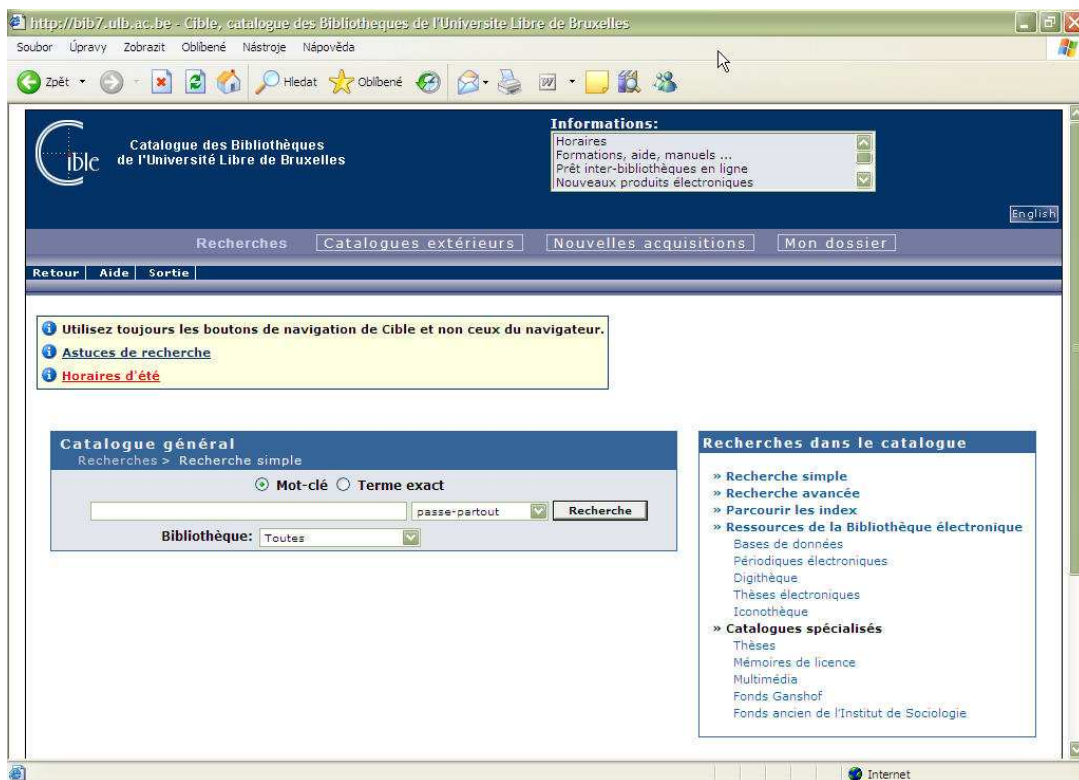 http://bib7.ulb.ac.be - Cible, catalogue des Bibliotheques de l'Universite Libre de Bruxelles
Soubor Úpravy Zobrazit Oblíbené Nástroje Nápověda
Zpět Hledat Oblíbené
Cible
Catalogue des Bibliothèques
de l'Université Libre de Bruxelles
Informations:
Horaires
Formations, aide, manuels ...
Prêt inter-bibliothèques en ligne
Nouveaux produits électroniques
English
Recherches Catalogues extérieurs Nouvelles acquisitions Mon dossier
Retour Aide Sortie
Utilisez toujours les boutons de navigation de Cible et non ceux du navigateur.
Astuces de recherche
Horaires d'été
Catalogue général
Recherches > Recherche simple
Mot-clé Terme exact
passe-partout Recherche
Bibliothèque: Toutes
Recherches dans le catalogue
» Recherche simple
» Recherche avancée
» Parcourir les index
» Ressources de la Bibliothèque électronique
Bases de données
Périodiques électroniques
Digithèque
Thèses électroniques
Iconothèque
» Catalogues spécialisés
Thèses
Mémoires de licence
Multimédia
Fonds Ganshof
Fonds ancien de l'Institut de Sociologie
Internet